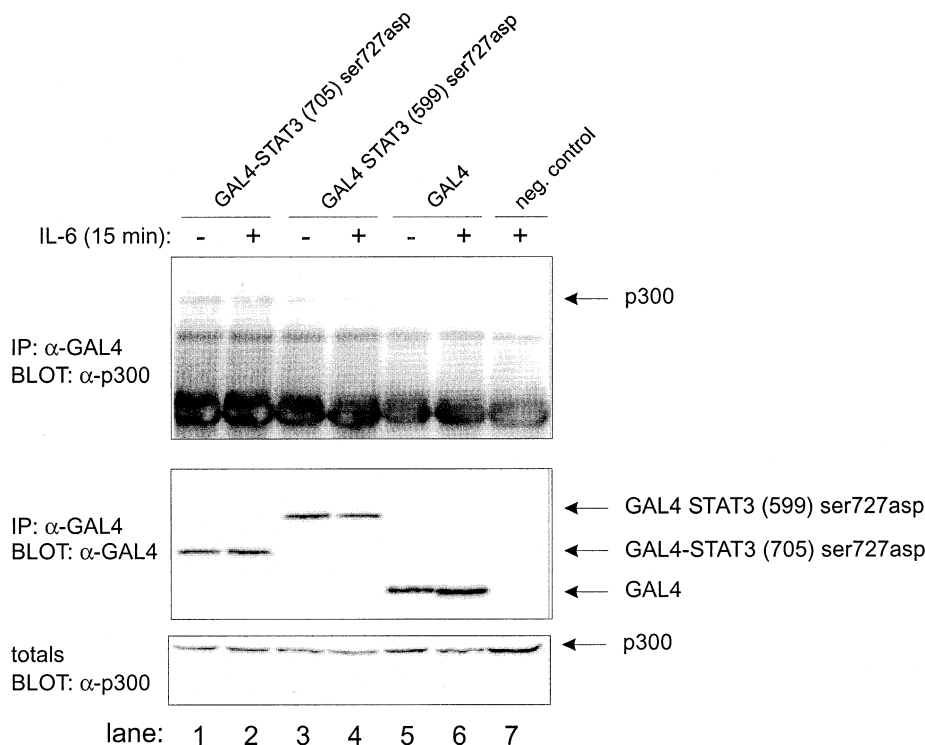 GAL4-STAT3 (705) ser727asp
GAL4 STAT3 (599) ser727asp
GAL4
neg. control
IL-6 (15 min): - + - + - + +
p300
IP: α-GAL4
BLOT: α-p300
GAL4 STAT3 (599) ser727asp
IP: α-GAL4
BLOT: α-GAL4
GAL4-STAT3 (705) ser727asp
GAL4
p300
totals
BLOT: α-p300
lane: 1 2 3 4 5 6 7